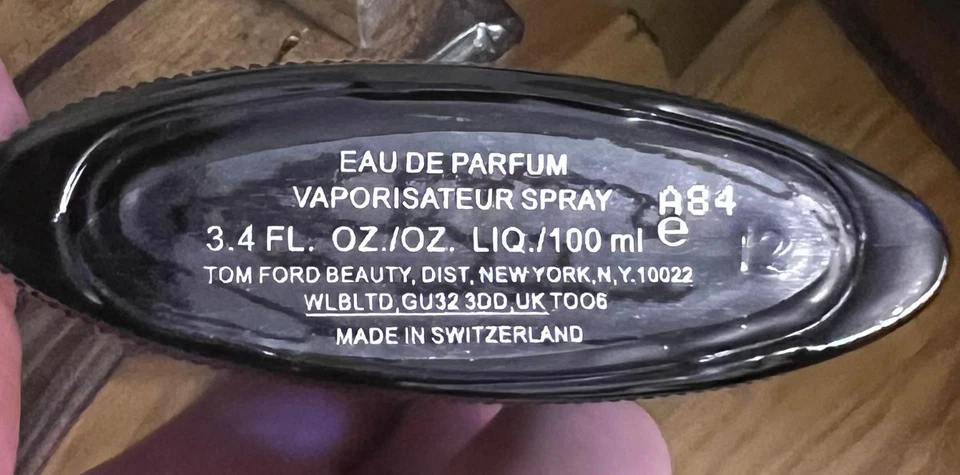 EAU DE PARFUM
VAPORISATEUR SPRAY
A84
3.4 FL. OZ./OZ. LIQ./100 ml e
TOM FORD BEAUTY, DIST, NEW YORK,N,Y.10022
WLBLTD,GU32 3DD,UK TOO6
MADE IN SWITZERLAND